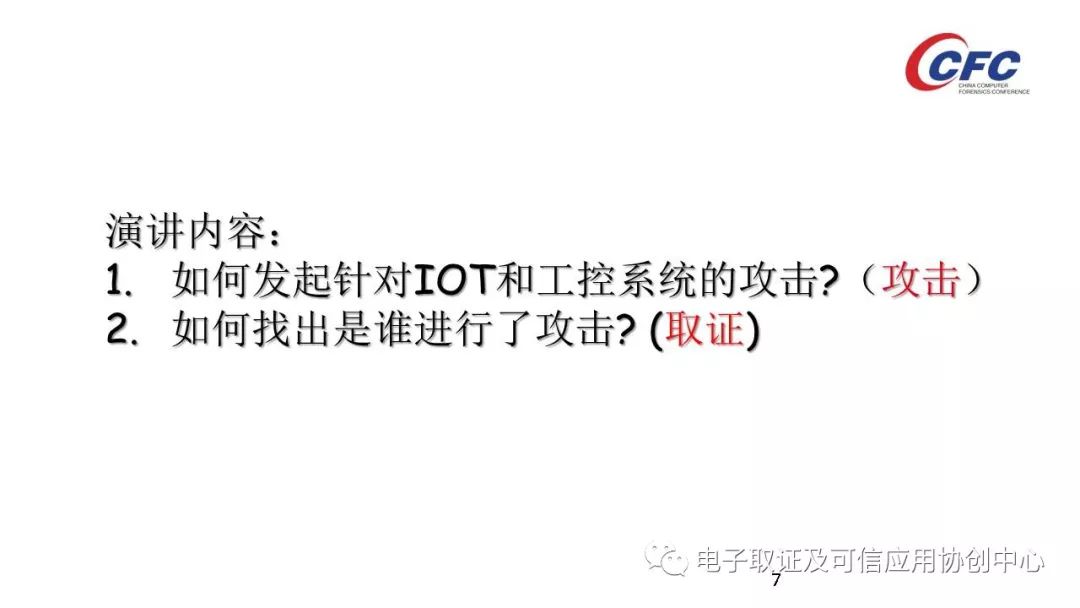 CFC
CHINA COMPUTER
FORENSICS CONFERENCE
演讲内容：
1. 如何发起针对IOT和工控系统的攻击?（攻击）
2. 如何找出是谁进行了攻击? (取证)
电子取证及可信应用协创中心
7